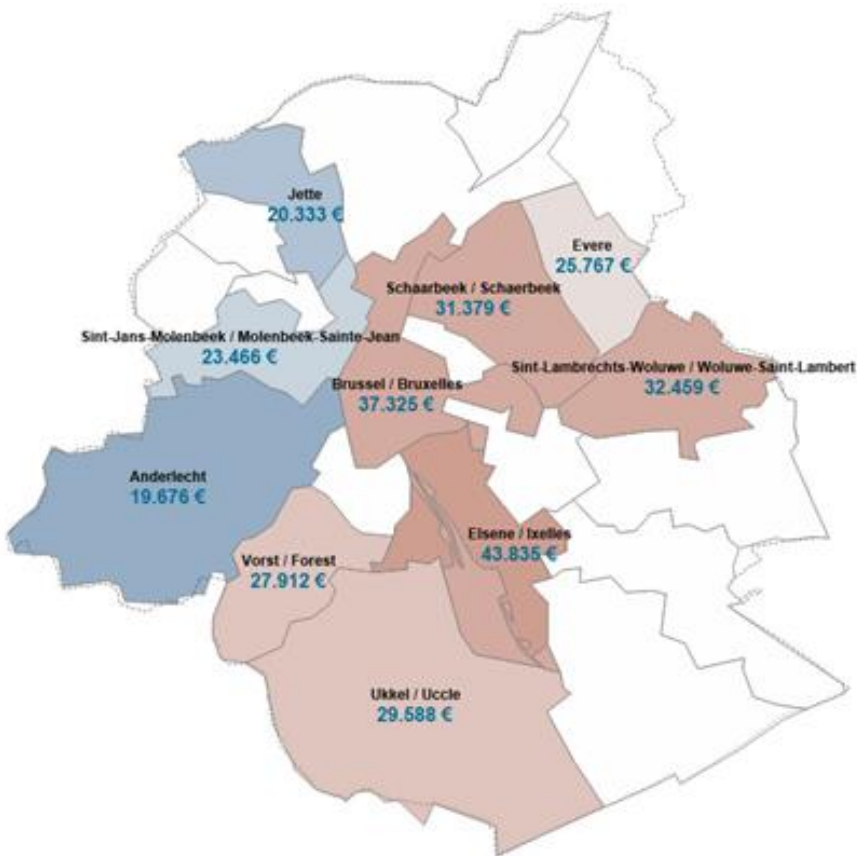 Jette
20.333 €
Evere
25.767 €
Schaarbeek / Schaerbeek
31.379 €
Sint-Jans-Molenbeek / Molenbeek-Sainte-Jean
23.466 €
Sint-Lambrechts-Woluwe / Woluwe-Saint-Lambert
32.459 €
Brussel / Bruxelles
37.325 €
Anderlecht
19.676 €
Elsene / Ixelles
43.835 €
Vorst / Forest
27.912 €
Ukkel / Uccle
29.588 €